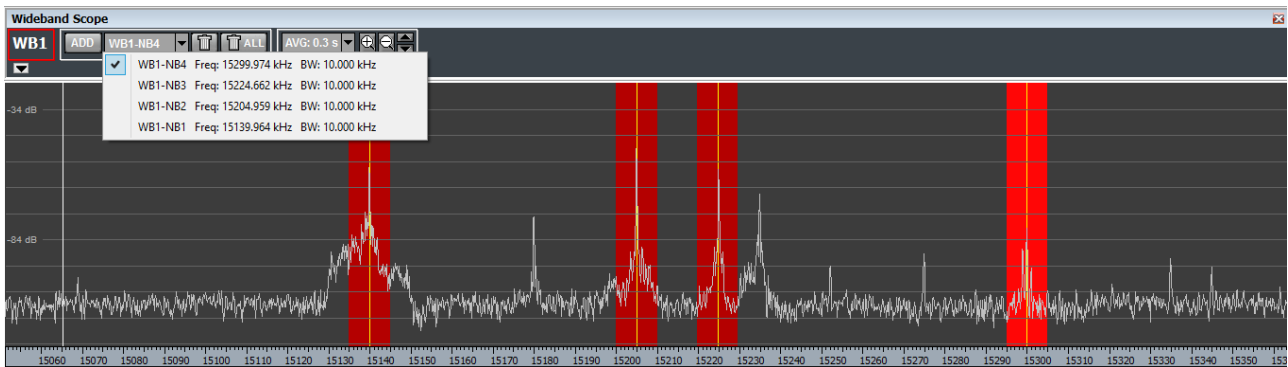 Wideband Scope
WB1 ADD WB1-NB4 ALL AVG: 0.3 s
WB1-NB4 Freq: 15299.974 kHz BW: 10.000 kHz
WB1-NB3 Freq: 15224.662 kHz BW: 10.000 kHz
WB1-NB2 Freq: 15204.959 kHz BW: 10.000 kHz
WB1-NB1 Freq: 15139.964 kHz BW: 10.000 kHz
-34 dB
-84 dB
15060 15070 15080 15090 15100 15110 15120 15130 15140 15150 15160 15170 15180 15190 15200 15210 15220 15230 15240 15250 15260 15270 15280 15290 15300 15310 15320 15330 15340 15350